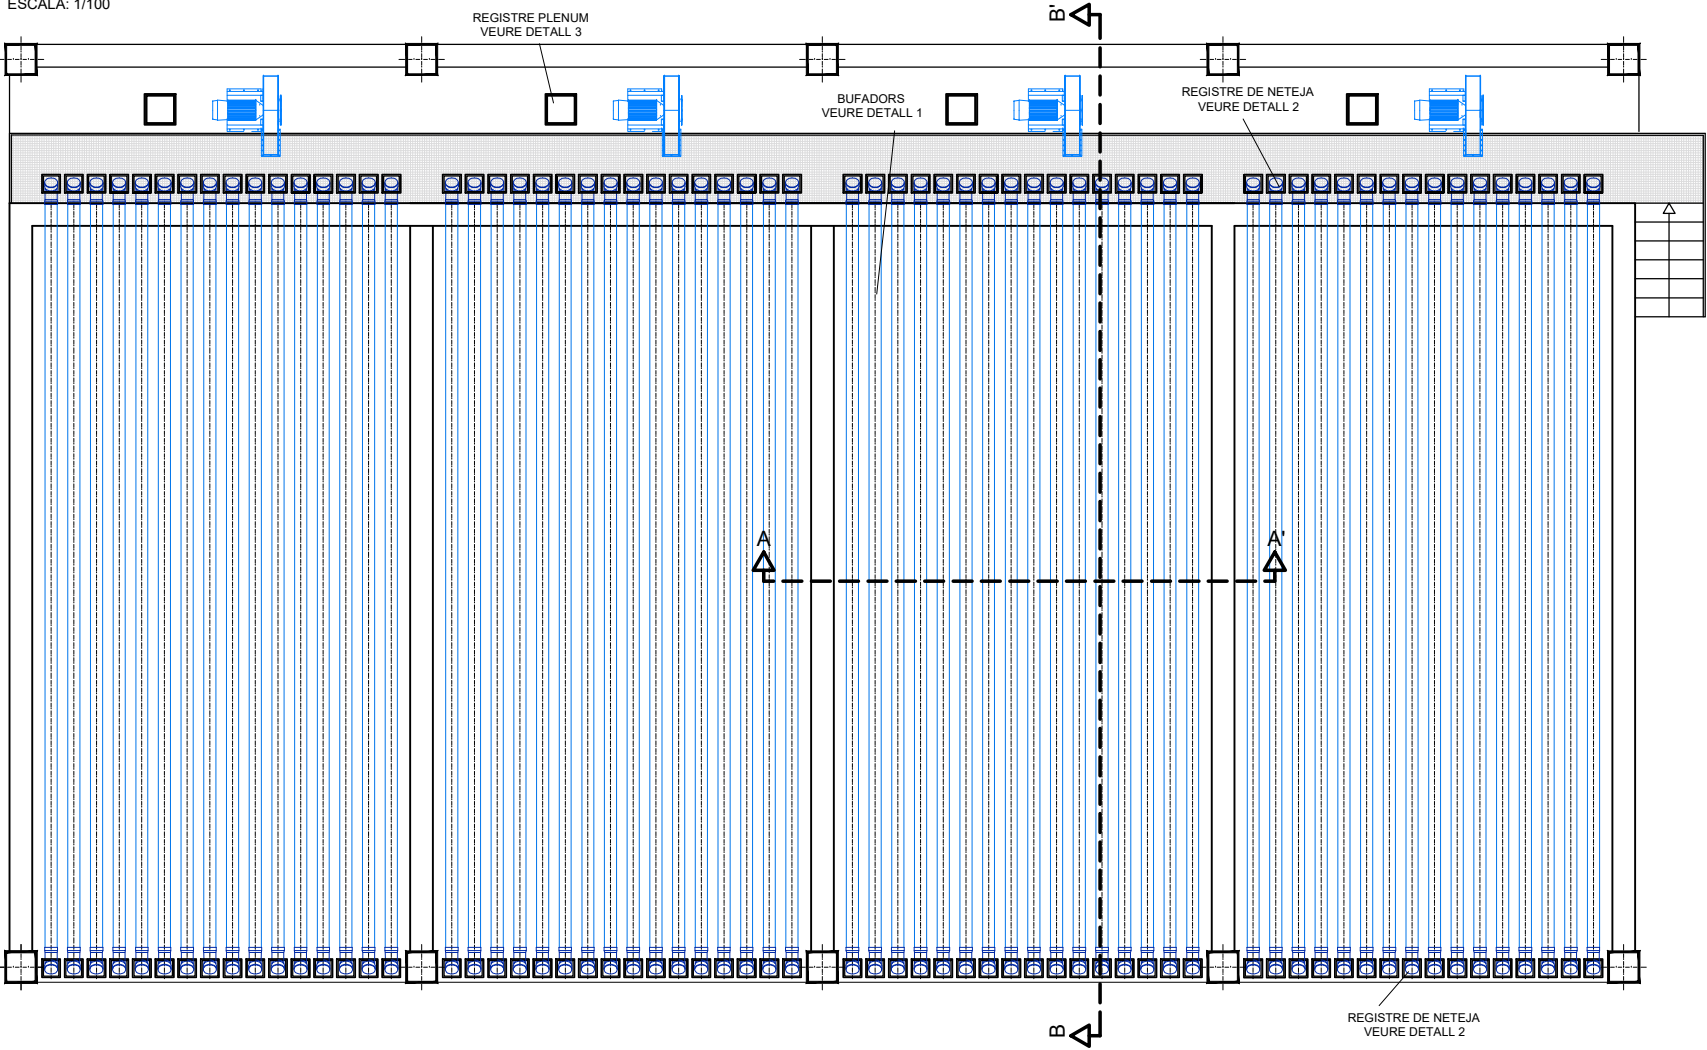 ESCALA: 1/100
REGISTRE PLENUM
VEURE DETALL 3
B'
BUFADORS
VEURE DETALL 1
REGISTRE DE NETEJA
VEURE DETALL 2
A
A'
B
REGISTRE DE NETEJA
VEURE DETALL 2